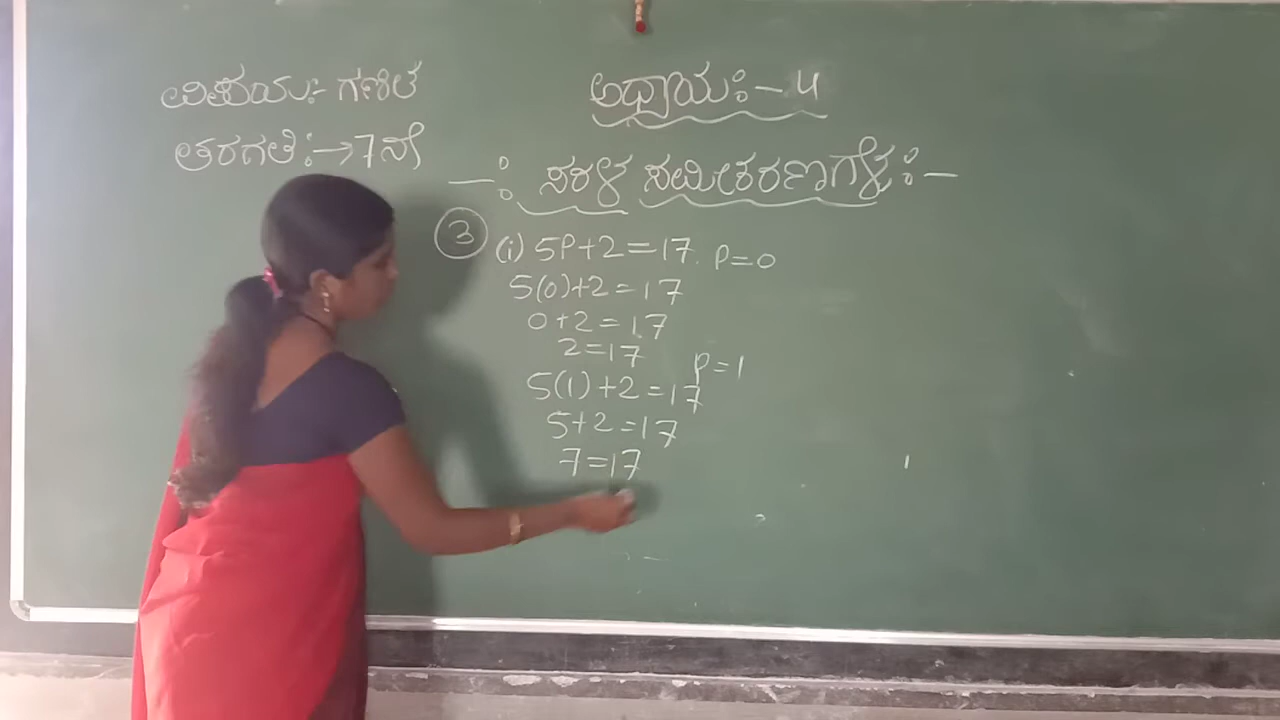 ವಿಷಯ:- ಗಣಿತ
ತರಗತಿ:→7ನೇ
ಅಧ್ಯಾಯ:-4
-: ಸರಳ ಸಮೀಕರಣಗಳು:-
3 (i) 5P+2=17. P=0
5(0)+2=17
0+2=17
2=17
P=1
5(1)+2=17
5+2=17
7=17